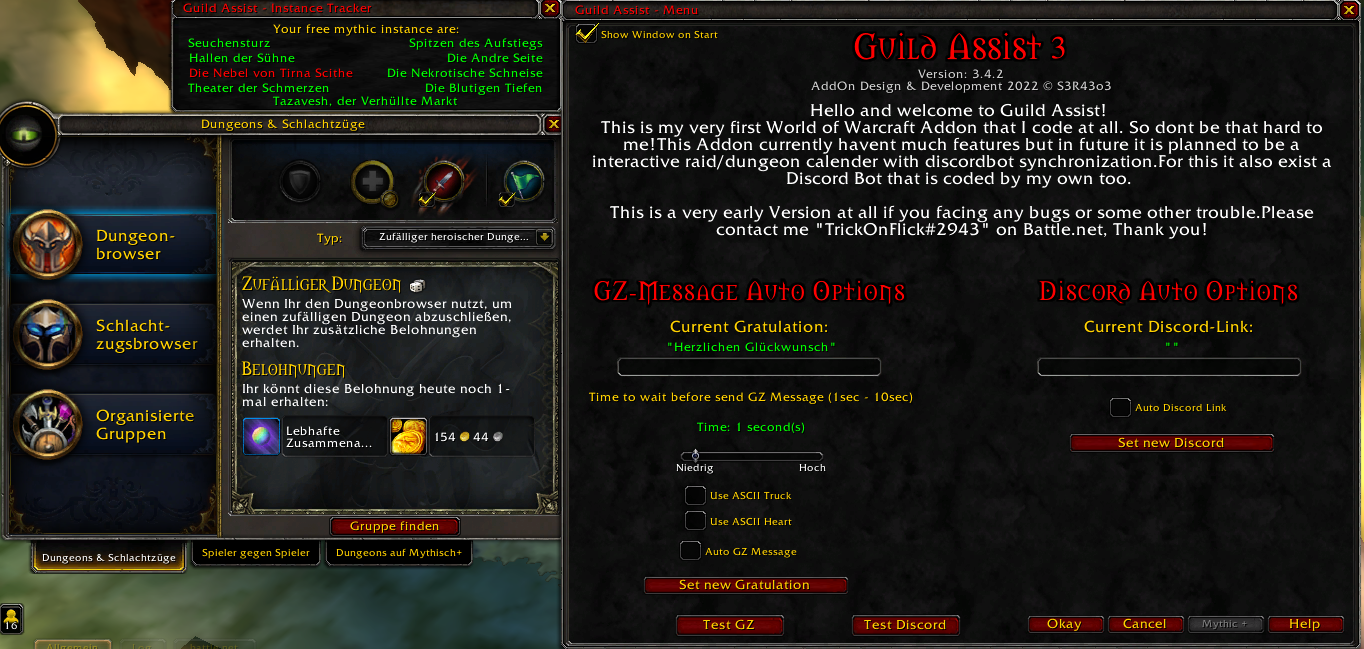 Guild Assist - Instance Tracker
Your free mythic instance are:
Seuchensturz Spitzen des Aufstiegs
Hallen der Sühne Die Andre Seite
Die Nebel von Tirna Scithe Die Nekrotische Schneise
Theater der Schmerzen Die Blutigen Tiefen
Tazavesh, der Verhüllte Markt
Dungeons & Schlachtzüge
Dungeon-
browser
Schlacht-
zugsbrowser
Organisierte
Gruppen
Typ: Zufälliger heroischer Dunge...
Zufälliger Dungeon
Wenn Ihr den Dungeonbrowser nutzt, um
einen zufälligen Dungeon abzuschließen,
werdet Ihr zusätzliche Belohnungen
erhalten.
Belohnungen
Ihr könnt diese Belohnung heute noch 1-
mal erhalten:
Lebhafte
Zusammena...
154 44
Gruppe finden
Dungeons & Schlachtzüge
Spieler gegen Spieler
Dungeons auf Mythisch+
16
Allgemein
Guild Assist - Menu
Show Window on Start
Guild Assist 3
Version: 3.4.2
AddOn Design & Development 2022 © S3R43o3
Hello and welcome to Guild Assist!
This is my very first World of Warcraft Addon that I code at all. So dont be that hard to
me!This Addon currently havent much features but in future it is planned to be a
interactive raid/dungeon calender with discordbot synchronization.For this it also exist a
Discord Bot that is coded by my own too.
This is a very early Version at all if you facing any bugs or some other trouble.Please
contact me "TrickOnFlick#2943" on Battle.net, Thank you!
GZ-Message Auto Options
Current Gratulation:
"Herzlichen Glückwunsch"
Time to wait before send GZ Message (1sec - 10sec)
Time: 1 second(s)
Niedrig Hoch
Use ASCII Truck
Use ASCII Heart
Auto GZ Message
Set new Gratulation
Discord Auto Options
Current Discord-Link:
" "
Auto Discord Link
Set new Discord
Test GZ
Test Discord
Okay
Cancel
Mythic +
Help